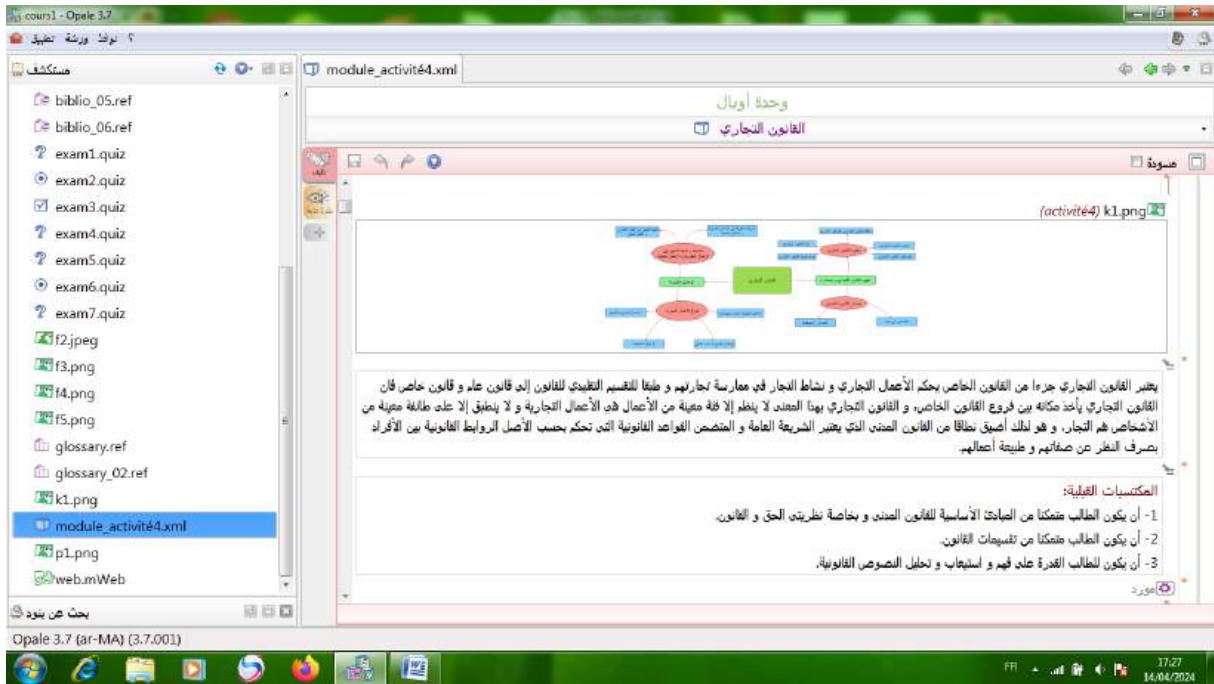 cours1 - Opale 3.7
تطبيق ورشة نوافذ ؟
مستكشف
module_activité4.xml
biblio_05.ref
biblio_06.ref
exam1.quiz
exam2.quiz
exam3.quiz
exam4.quiz
exam5.quiz
exam6.quiz
exam7.quiz
f2.jpeg
f3.png
f4.png
f5.png
glossary.ref
glossary_02.ref
k1.png
module_activité4.xml
p1.png
web.mWeb
بحث عن بنود
وحدة أوبال
القانون التجاري
مسودة
k1.png (activité4)
يعتبر القانون التجاري جزءا من القانون الخاص يحكم الأعمال التجاري و نشاط التجار في ممارسة تجارتهم و طبقا للتقسيم التقليدي للقانون إلى قانون عام و قانون خاص فان
القانون التجاري يأخذ مكانه بين فروع القانون الخاص، و القانون التجاري بهذا المعنى لا ينظم إلا فئة معينة من الأعمال هي الأعمال التجارية و لا ينطبق إلا على طائفة معينة من
الأشخاص هم التجار، و هو لذلك أضيق نطاقا من القانون المدني الذي يعتبر الشريعة العامة و المتضمن القواعد القانونية التي تحكم بحسب الأصل الروابط القانونية بين الأفراد
بصرف النظر عن صفاتهم و طبيعة أعمالهم.
المكتسبات القبلية:
1- أن يكون الطالب متمكنا من المبادئ الأساسية للقانون المدني و بخاصة نظريتي الحق و القانون.
2- أن يكون الطالب متمكنا من تقسيمات القانون.
3- أن يكون للطالب القدرة على فهم و استيعاب و تحليل النصوص القانونية.
مورد
Opale 3.7 (ar-MA) (3.7.001)
FR
17:27
14/04/2024